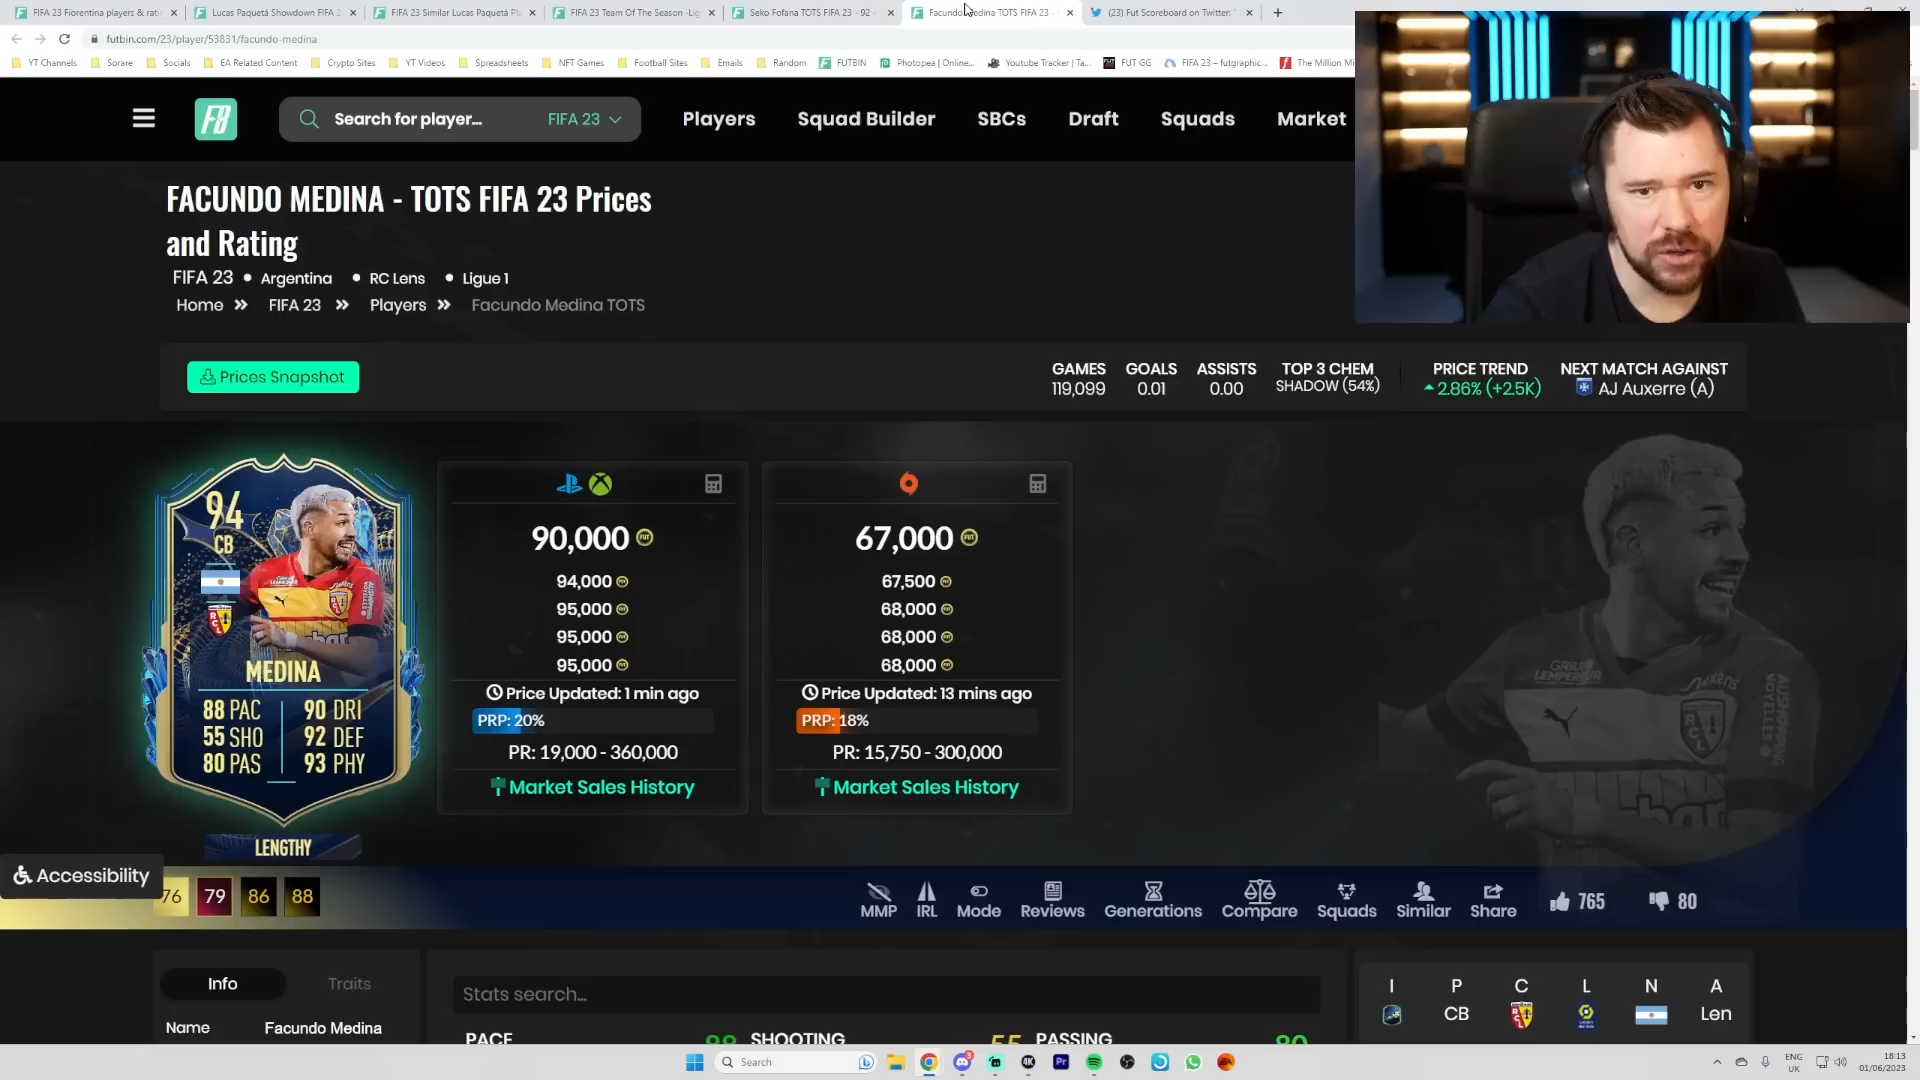 FIFA 23 Fiorentina players & rati
Lucas Paquetá Showdown FIFA 2
FIFA 23 Similar Lucas Paquetá Pl
FIFA 23 Team Of The Season -Lig
Seko Fofana TOTS FIFA 23 - 92 -
Facundo Medina TOTS FIFA 23 -
(23) Fut Scoreboard on Twitter: "
futbin.com/23/player/53831/facundo-medina
YT Channels
Sorare
Socials
EA Related Content
Crypto Sites
YT Videos
Spreadsheets
NFT Games
Football Sites
Emails
Random
FUTBIN
Photopea | Online...
Youtube Tracker | Ta...
FUT GG
FIFA 23 – futgraphic...
The Million Mi
Search for player...
FIFA 23
Players
Squad Builder
SBCs
Draft
Squads
Market
FACUNDO MEDINA - TOTS FIFA 23 Prices
and Rating
FIFA 23 • Argentina • RC Lens • Ligue 1
Home » FIFA 23 » Players » Facundo Medina TOTS
Prices Snapshot
GAMES
119,099
GOALS
0.01
ASSISTS
0.00
TOP 3 CHEM
SHADOW (54%)
PRICE TREND
2.86% (+2.5K)
NEXT MATCH AGAINST
AJ Auxerre (A)
94
CB
MEDINA
88 PAC
90 DRI
55 SHO
92 DEF
80 PAS
93 PHY
LENGTHY
90,000
94,000
95,000
95,000
95,000
Price Updated: 1 min ago
PRP: 20%
PR: 19,000 - 360,000
Market Sales History
67,000
67,500
68,000
68,000
68,000
Price Updated: 13 mins ago
PRP: 18%
PR: 15,750 - 300,000
Market Sales History
Accessibility
76
79
86
88
MMP
IRL
Mode
Reviews
Generations
Compare
Squads
Similar
Share
765
80
Info
Traits
Name
Facundo Medina
Stats search...
PACE
88
SHOOTING
55
PASSING
80
I P C L N A
CB
Len
Search
ENG
UK
18:13
01/06/2023